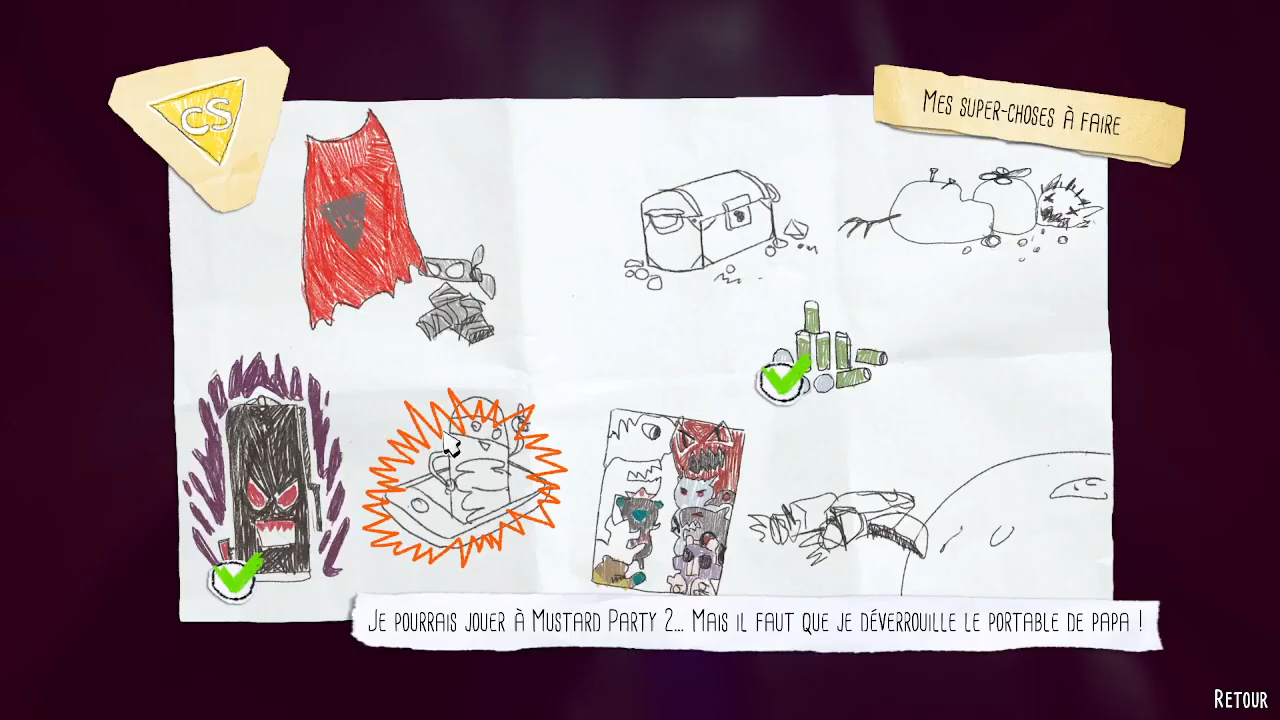 CS
Mes super-choses à faire
Je pourrais jouer à Mustard Party 2... Mais il faut que je déverrouille le portable de papa !
Retour